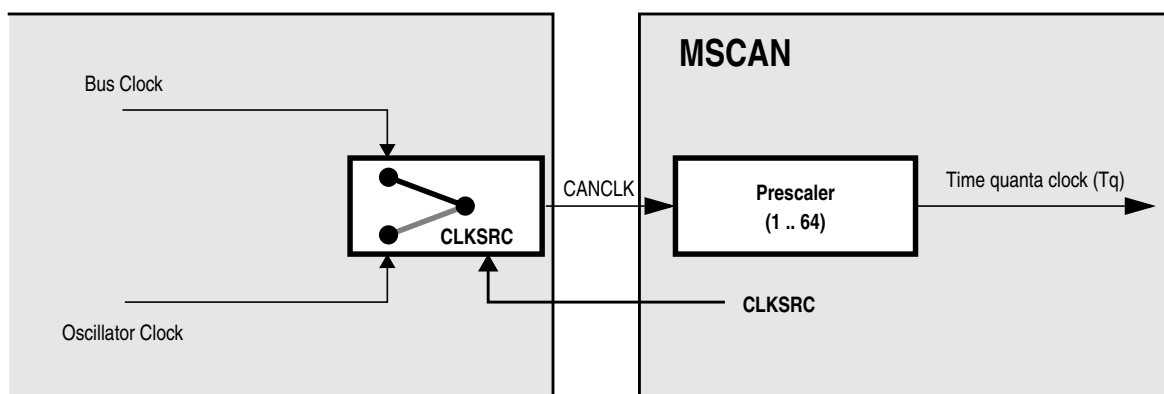 MSCAN
Bus Clock
CANCLK
Prescaler
(1 .. 64)
Time quanta clock (Tq)
CLKSRC
CLKSRC
Oscillator Clock